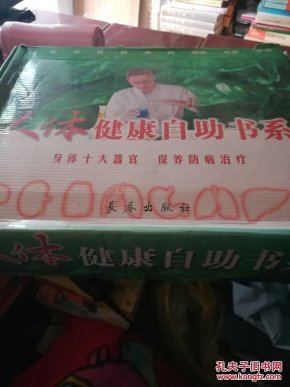 人体健康自助书系
身体十大器官 保养防病治疗
长春出版社
人体健康自助书系
孔夫子旧书网